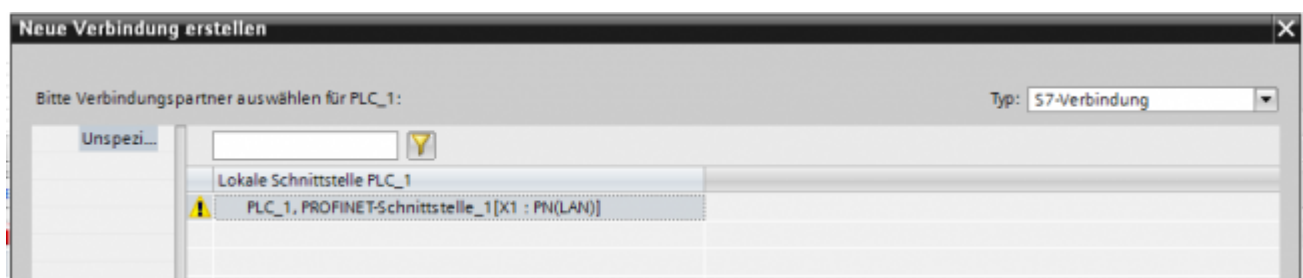 Neue Verbindung erstellen
Bitte Verbindungspartner auswählen für PLC_1:
Typ: S7-Verbindung
Unspezi...
Lokale Schnittstelle PLC_1
PLC_1, PROFINET-Schnittstelle_1[X1 : PN(LAN)]